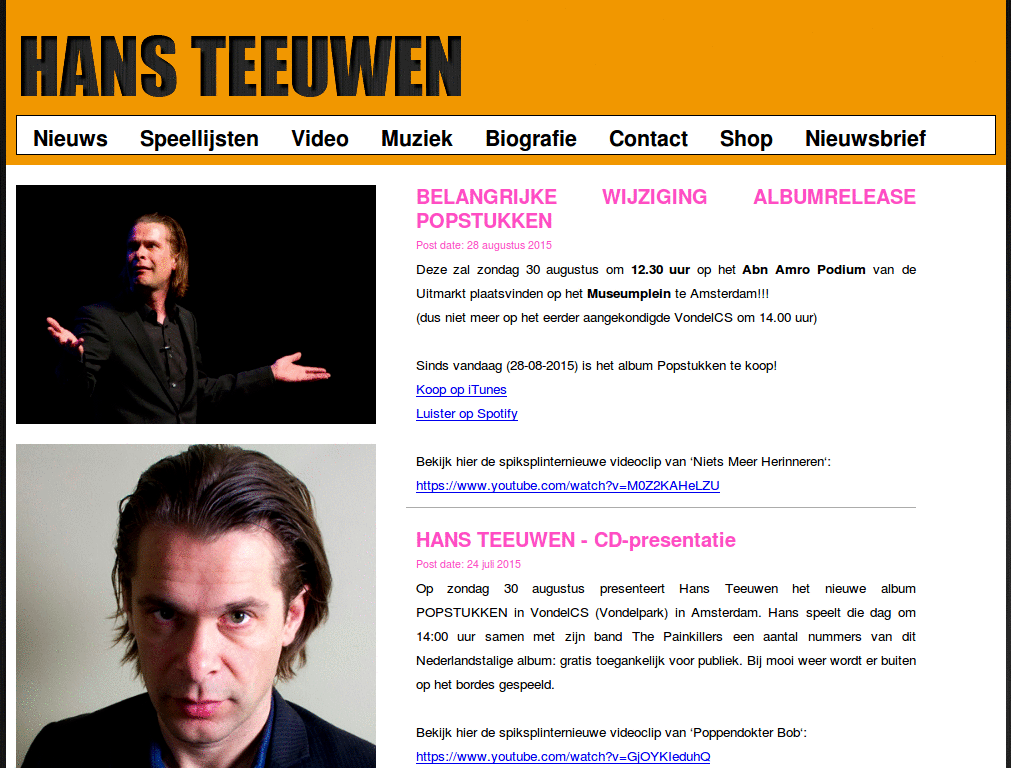 HANS TEEUWEN
Nieuws Speellijsten Video Muziek Biografie Contact Shop Nieuwsbrief
BELANGRIJKE WIJZIGING ALBUMRELEASE
POPSTUKKEN
Post date: 28 augustus 2015
Deze zal zondag 30 augustus om 12.30 uur op het Abn Amro Podium van de
Uitmarkt plaatsvinden op het Museumplein te Amsterdam!!!
(dus niet meer op het eerder aangekondigde VondelCS om 14.00 uur)
Sinds vandaag (28-08-2015) is het album Popstukken te koop!
Koop op iTunes
Luister op Spotify
Bekijk hier de spiksplinternieuwe videoclip van ‘Niets Meer Herinneren‘:
https://www.youtube.com/watch?v=M0Z2KAHeLZU
HANS TEEUWEN - CD-presentatie
Post date: 24 juli 2015
Op zondag 30 augustus presenteert Hans Teeuwen het nieuwe album
POPSTUKKEN in VondelCS (Vondelpark) in Amsterdam. Hans speelt die dag om
14:00 uur samen met zijn band The Painkillers een aantal nummers van dit
Nederlandstalige album: gratis toegankelijk voor publiek. Bij mooi weer wordt er buiten
op het bordes gespeeld.
Bekijk hier de spiksplinternieuwe videoclip van ‘Poppendokter Bob‘:
https://www.youtube.com/watch?v=GjOYKIeduhQ